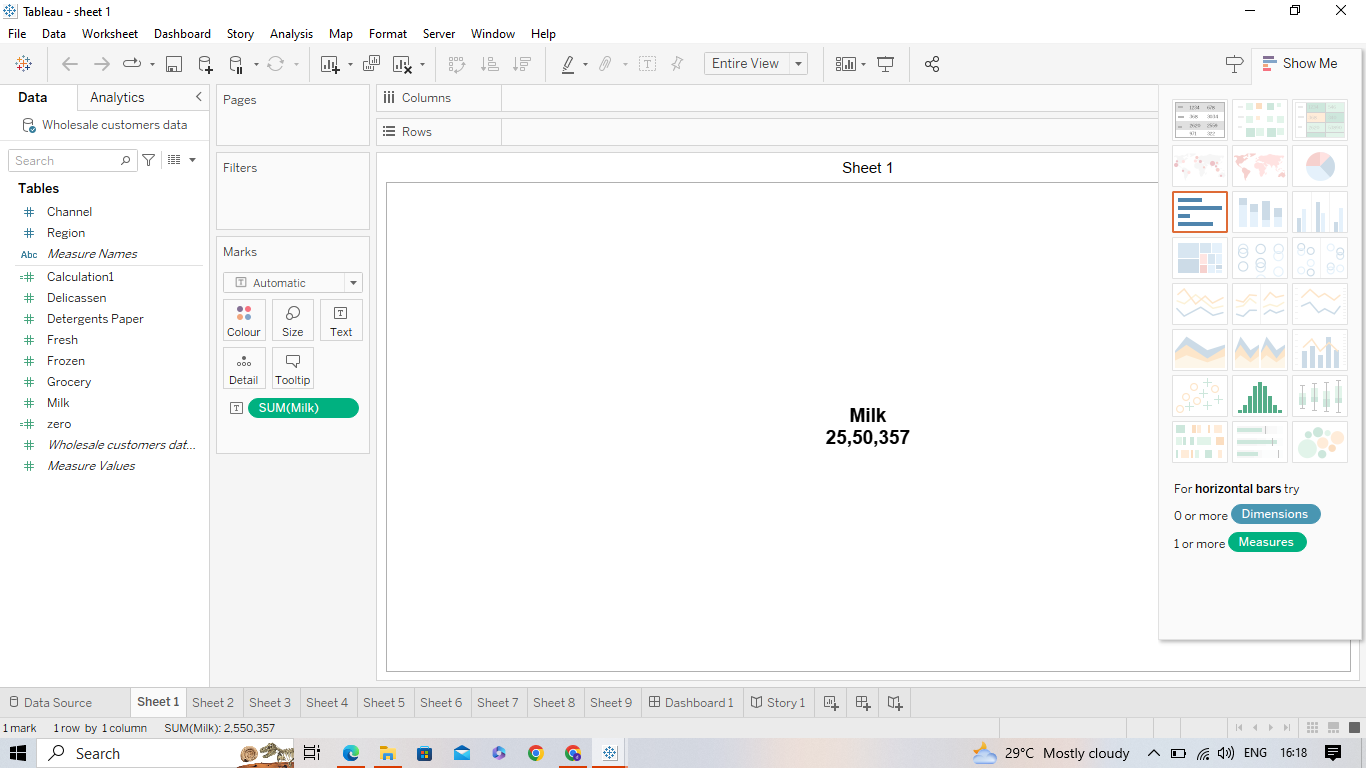 Tableau - sheet 1
File Data Worksheet Dashboard Story Analysis Map Format Server Window Help
Entire View
Show Me
Data Analytics
Wholesale customers data
Search
Tables
Channel
Region
Abc Measure Names
Calculation1
Delicassen
Detergents Paper
Fresh
Frozen
Grocery
Milk
zero
Wholesale customers dat...
Measure Values
Pages
Filters
Marks
Automatic
Colour Size Text
Detail Tooltip
SUM(Milk)
Columns
Rows
Sheet 1
Milk
25,50,357
For horizontal bars try
0 or more Dimensions
1 or more Measures
Data Source Sheet 1 Sheet 2 Sheet 3 Sheet 4 Sheet 5 Sheet 6 Sheet 7 Sheet 8 Sheet 9 Dashboard 1 Story 1
1 mark 1 row by 1 column SUM(Milk): 2,550,357
Search 29°C Mostly cloudy ENG 16:18